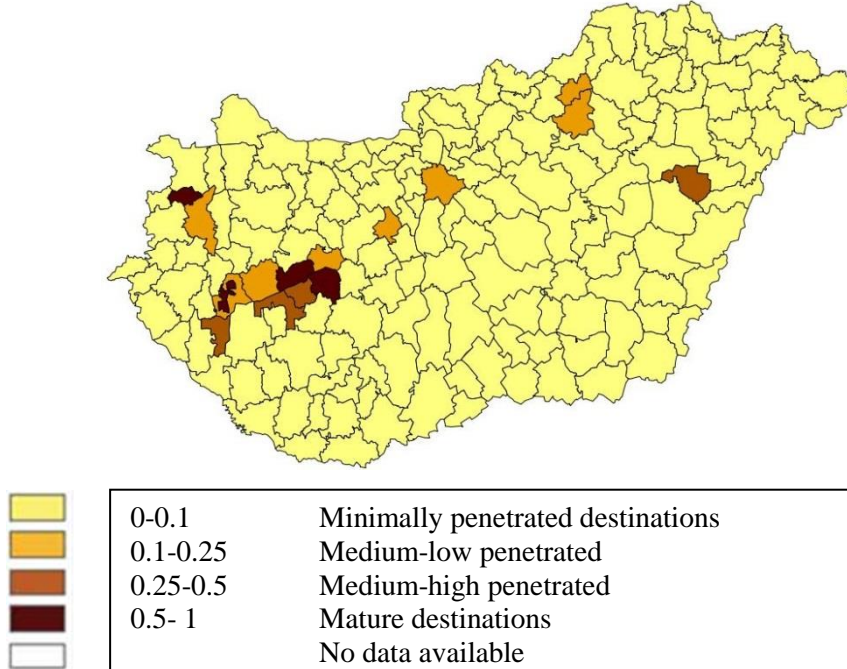 0-0.1 Minimally penetrated destinations
0.1-0.25 Medium-low penetrated
0.25-0.5 Medium-high penetrated
0.5- 1 Mature destinations
No data available